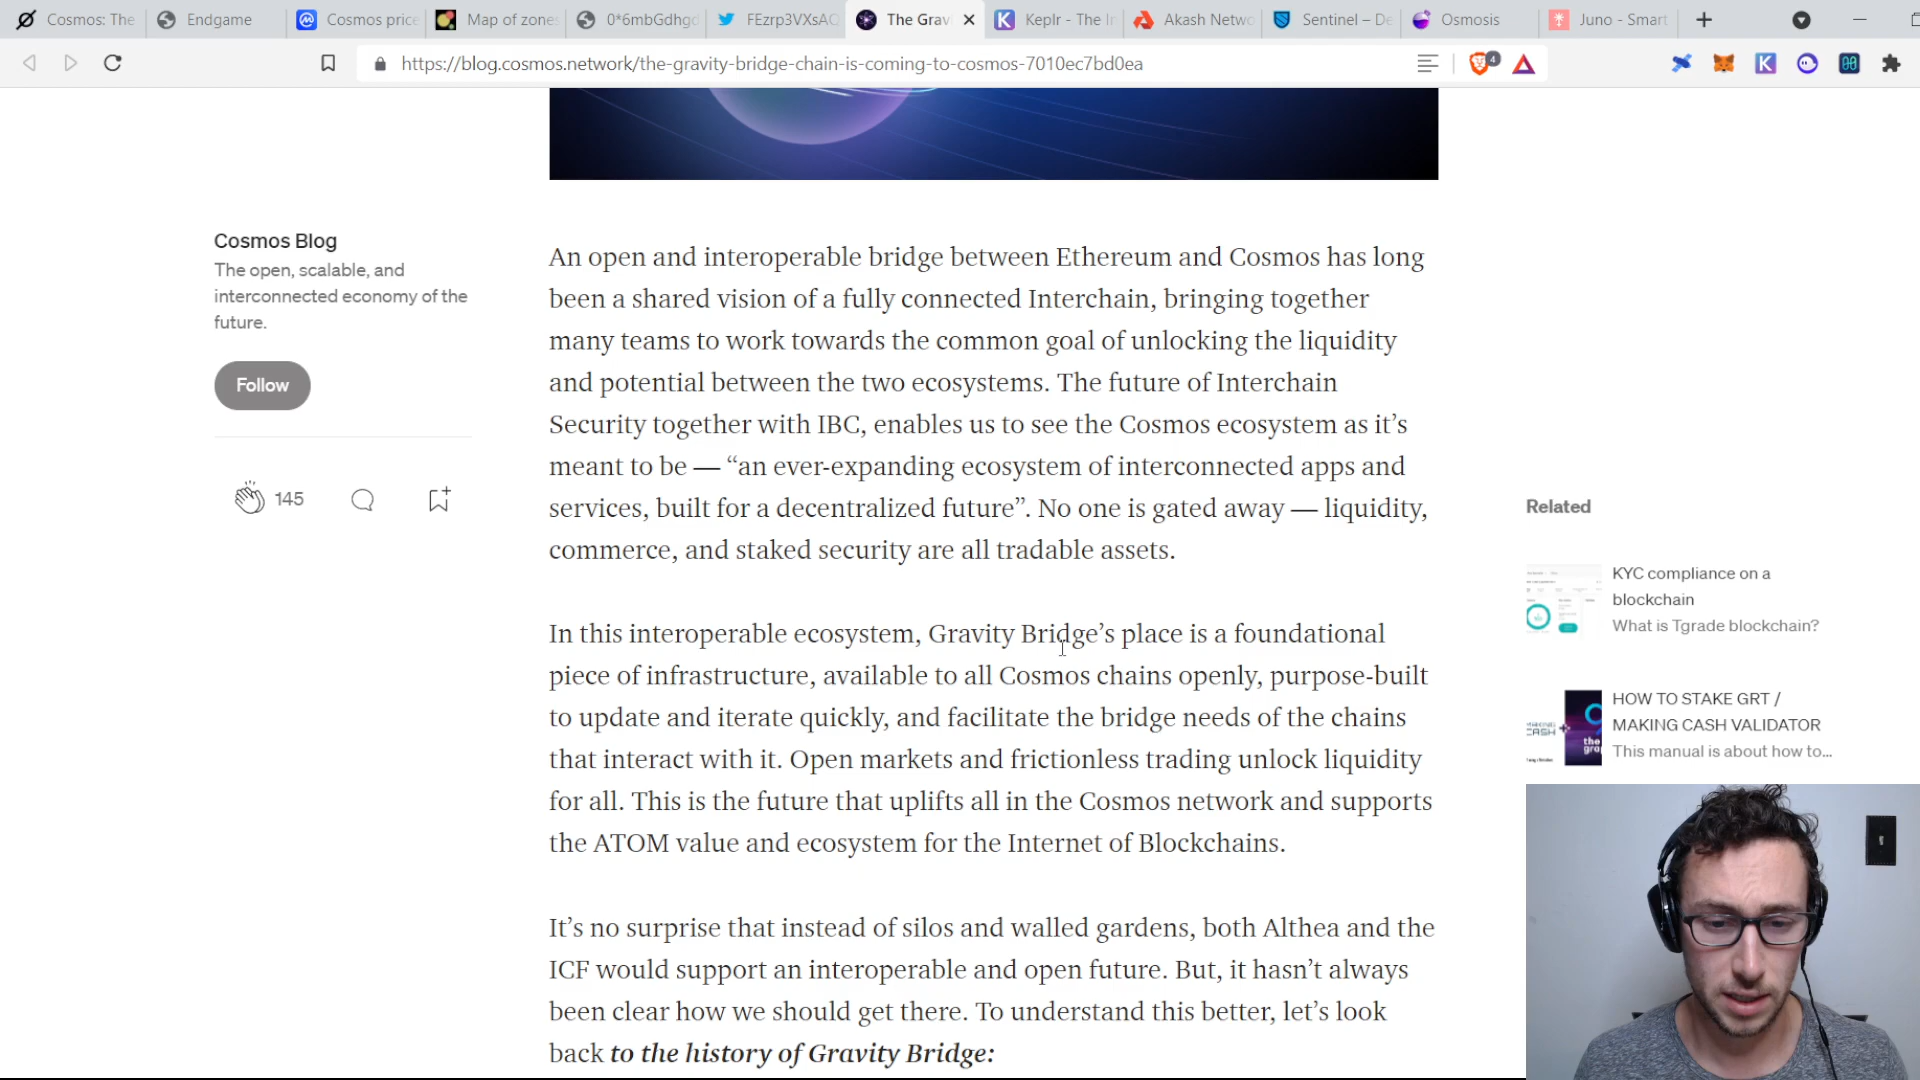 Cosmos: The
Endgame
Cosmos price
Map of zones
0*6mbGdhgd
FEzrp3VXsAC
The Grav
Keplr - The In
Akash Netwo
Sentinel – De
Osmosis
Juno - Smart
https://blog.cosmos.network/the-gravity-bridge-chain-is-coming-to-cosmos-7010ec7bd0ea
4
Cosmos Blog
The open, scalable, and
interconnected economy of the
future.
Follow
145
An open and interoperable bridge between Ethereum and Cosmos has long
been a shared vision of a fully connected Interchain, bringing together
many teams to work towards the common goal of unlocking the liquidity
and potential between the two ecosystems. The future of Interchain
Security together with IBC, enables us to see the Cosmos ecosystem as it’s
meant to be — “an ever-expanding ecosystem of interconnected apps and
services, built for a decentralized future”. No one is gated away — liquidity,
commerce, and staked security are all tradable assets.
In this interoperable ecosystem, Gravity Bridge’s place is a foundational
piece of infrastructure, available to all Cosmos chains openly, purpose-built
to update and iterate quickly, and facilitate the bridge needs of the chains
that interact with it. Open markets and frictionless trading unlock liquidity
for all. This is the future that uplifts all in the Cosmos network and supports
the ATOM value and ecosystem for the Internet of Blockchains.
It’s no surprise that instead of silos and walled gardens, both Althea and the
ICF would support an interoperable and open future. But, it hasn’t always
been clear how we should get there. To understand this better, let’s look
back to the history of Gravity Bridge:
Related
KYC compliance on a
blockchain
What is Tgrade blockchain?
HOW TO STAKE GRT /
MAKING CASH VALIDATOR
This manual is about how to...